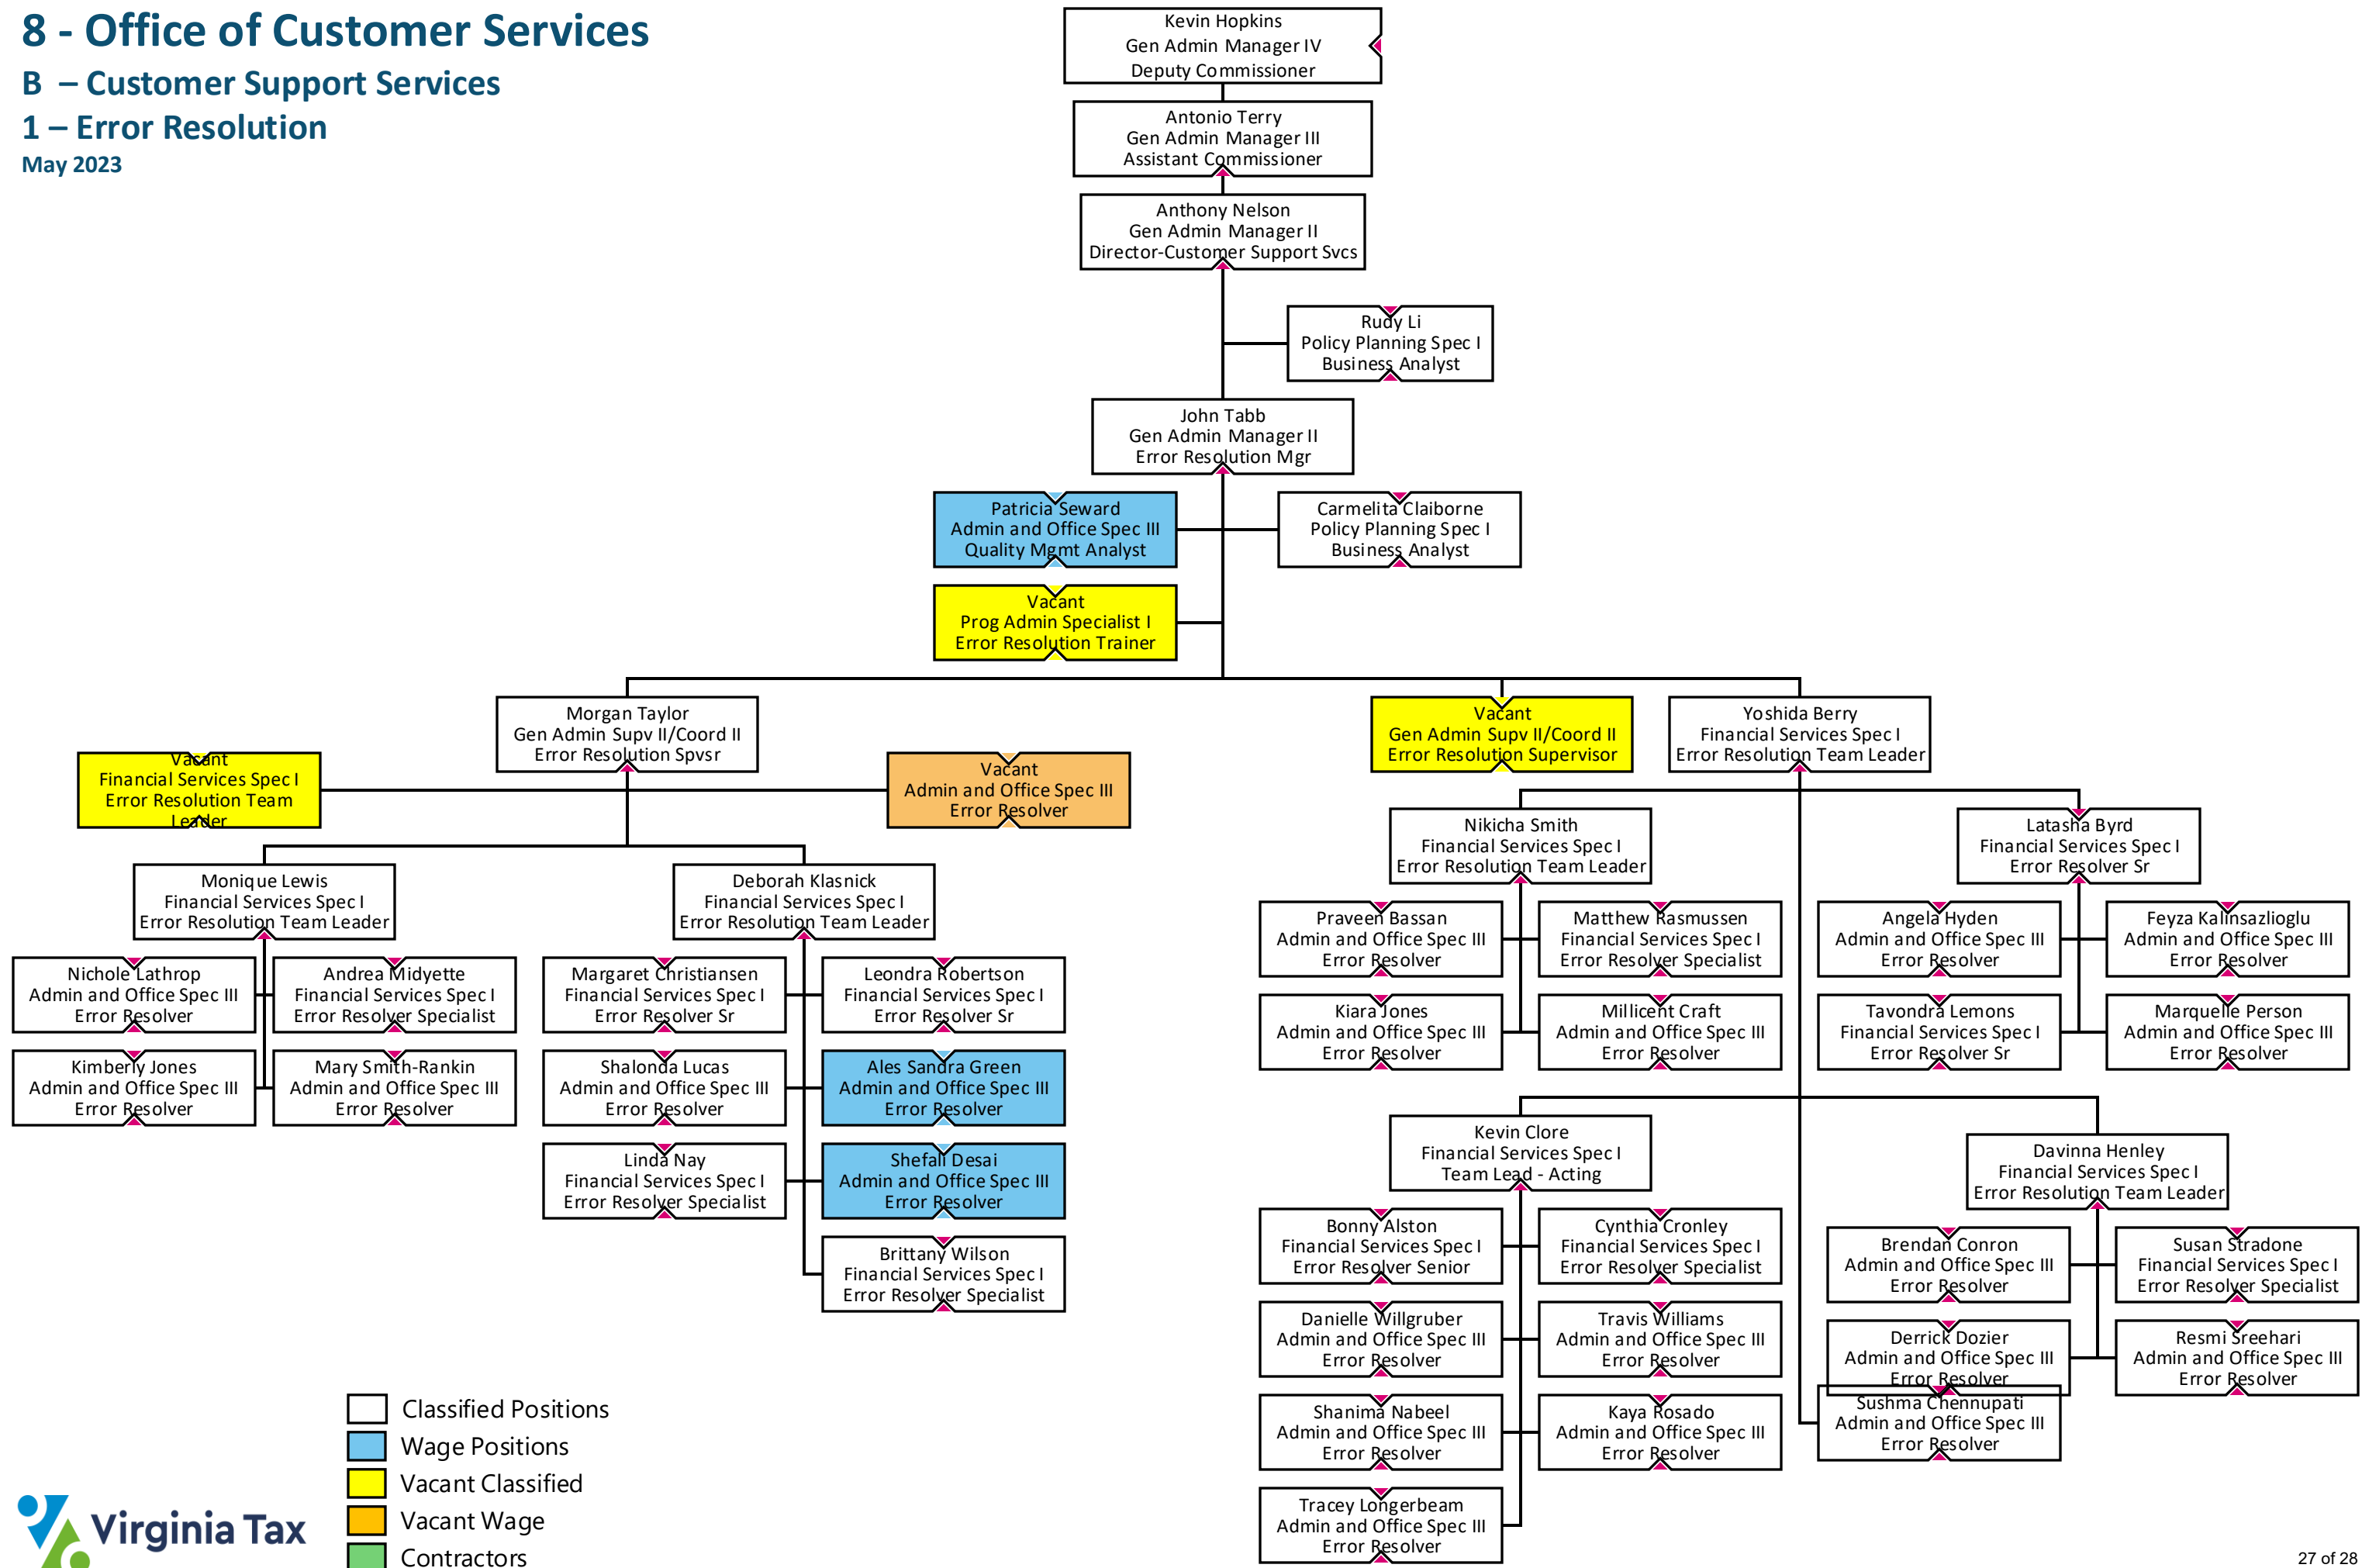 8 - Office of Customer Services
B – Customer Support Services
1 – Error Resolution
May 2023
Kevin Hopkins
Gen Admin Manager IV
Deputy Commissioner
Antonio Terry
Gen Admin Manager III
Assistant Commissioner
Anthony Nelson
Gen Admin Manager II
Director-Customer Support Svcs
Rudy Li
Policy Planning Spec I
Business Analyst
John Tabb
Gen Admin Manager II
Error Resolution Mgr
Patricia Seward
Admin and Office Spec III
Quality Mgmt Analyst
Carmelita Claiborne
Policy Planning Spec I
Business Analyst
Vacant
Prog Admin Specialist I
Error Resolution Trainer
Morgan Taylor
Gen Admin Supv II/Coord II
Error Resolution Spvsr
Vacant
Gen Admin Supv II/Coord II
Error Resolution Supervisor
Yoshida Berry
Financial Services Spec I
Error Resolution Team Leader
Vacant
Financial Services Spec I
Error Resolution Team
Leader
Vacant
Admin and Office Spec III
Error Resolver
Monique Lewis
Financial Services Spec I
Error Resolution Team Leader
Deborah Klasnick
Financial Services Spec I
Error Resolution Team Leader
Nichole Lathrop
Admin and Office Spec III
Error Resolver
Andrea Midyette
Financial Services Spec I
Error Resolver Specialist
Kimberly Jones
Admin and Office Spec III
Error Resolver
Mary Smith-Rankin
Admin and Office Spec III
Error Resolver
Margaret Christiansen
Financial Services Spec I
Error Resolver Sr
Leondra Robertson
Financial Services Spec I
Error Resolver Sr
Shalonda Lucas
Admin and Office Spec III
Error Resolver
Ales Sandra Green
Admin and Office Spec III
Error Resolver
Linda Nay
Financial Services Spec I
Error Resolver Specialist
Shefali Desai
Admin and Office Spec III
Error Resolver
Brittany Wilson
Financial Services Spec I
Error Resolver Specialist
Nikicha Smith
Financial Services Spec I
Error Resolution Team Leader
Latasha Byrd
Financial Services Spec I
Error Resolver Sr
Praveen Bassan
Admin and Office Spec III
Error Resolver
Matthew Rasmussen
Financial Services Spec I
Error Resolver Specialist
Kiara Jones
Admin and Office Spec III
Error Resolver
Millicent Craft
Admin and Office Spec III
Error Resolver
Angela Hyden
Admin and Office Spec III
Error Resolver
Feyza Kalinsazlioglu
Admin and Office Spec III
Error Resolver
Tavondra Lemons
Financial Services Spec I
Error Resolver Sr
Marquelle Person
Admin and Office Spec III
Error Resolver
Kevin Clore
Financial Services Spec I
Team Lead - Acting
Davinna Henley
Financial Services Spec I
Error Resolution Team Leader
Bonny Alston
Financial Services Spec I
Error Resolver Senior
Cynthia Cronley
Financial Services Spec I
Error Resolver Specialist
Danielle Willgruber
Admin and Office Spec III
Error Resolver
Travis Williams
Admin and Office Spec III
Error Resolver
Shanima Nabeel
Admin and Office Spec III
Error Resolver
Kaya Rosado
Admin and Office Spec III
Error Resolver
Tracey Longerbeam
Admin and Office Spec III
Error Resolver
Brendan Conron
Admin and Office Spec III
Error Resolver
Susan Stradone
Financial Services Spec I
Error Resolver Specialist
Derrick Dozier
Admin and Office Spec III
Error Resolver
Resmi Sreehari
Admin and Office Spec III
Error Resolver
Sushma Chennupati
Admin and Office Spec III
Error Resolver
Classified Positions
Wage Positions
Vacant Classified
Vacant Wage
Contractors
Virginia Tax
27 of 28